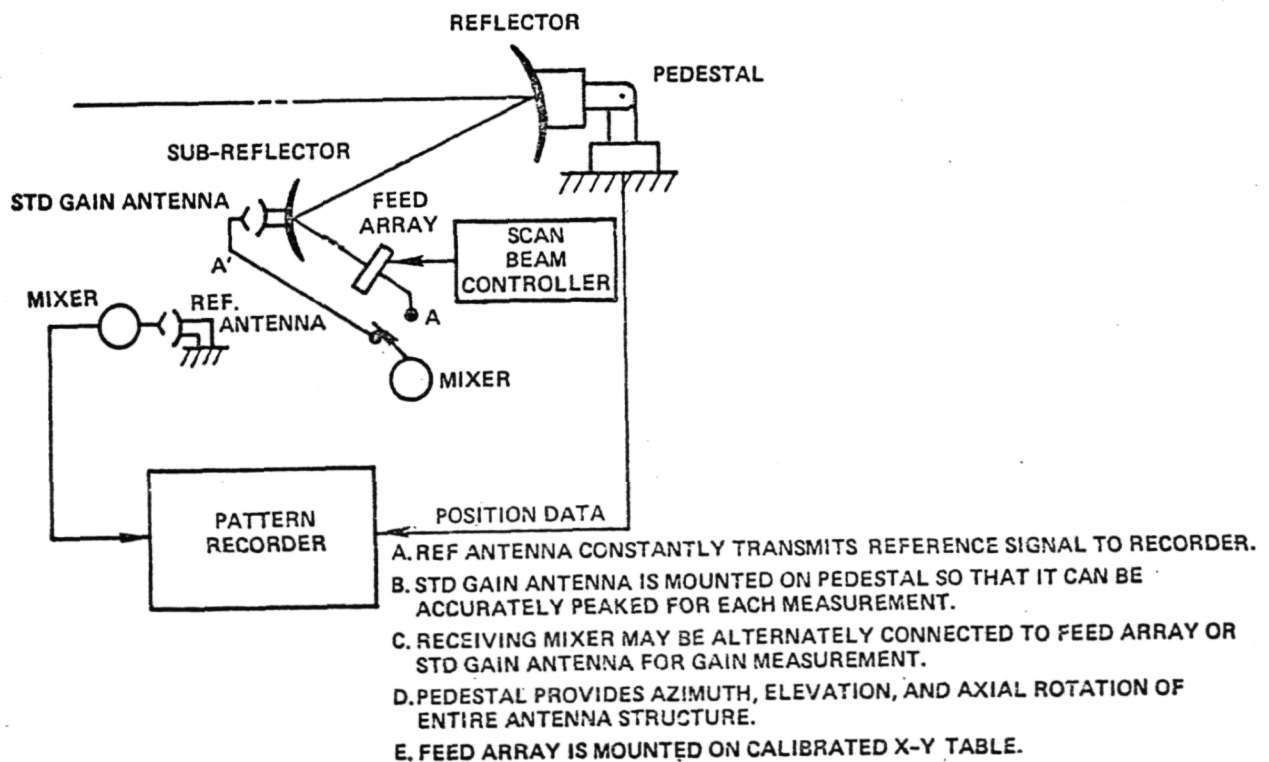 REFLECTOR
PEDESTAL
SUB-REFLECTOR
STD GAIN ANTENNA
FEED
ARRAY
SCAN
BEAM
CONTROLLER
A'
MIXER
REF.
ANTENNA
A
MIXER
PATTERN
RECORDER
POSITION DATA
A. REF ANTENNA CONSTANTLY TRANSMITS REFERENCE SIGNAL TO RECORDER.
B. STD GAIN ANTENNA IS MOUNTED ON PEDESTAL SO THAT IT CAN BE
ACCURATELY PEAKED FOR EACH MEASUREMENT.
C. RECEIVING MIXER MAY BE ALTERNATELY CONNECTED TO FEED ARRAY OR
STD GAIN ANTENNA FOR GAIN MEASUREMENT.
D. PEDESTAL PROVIDES AZIMUTH, ELEVATION, AND AXIAL ROTATION OF
ENTIRE ANTENNA STRUCTURE.
E. FEED ARRAY IS MOUNTED ON CALIBRATED X-Y TABLE.